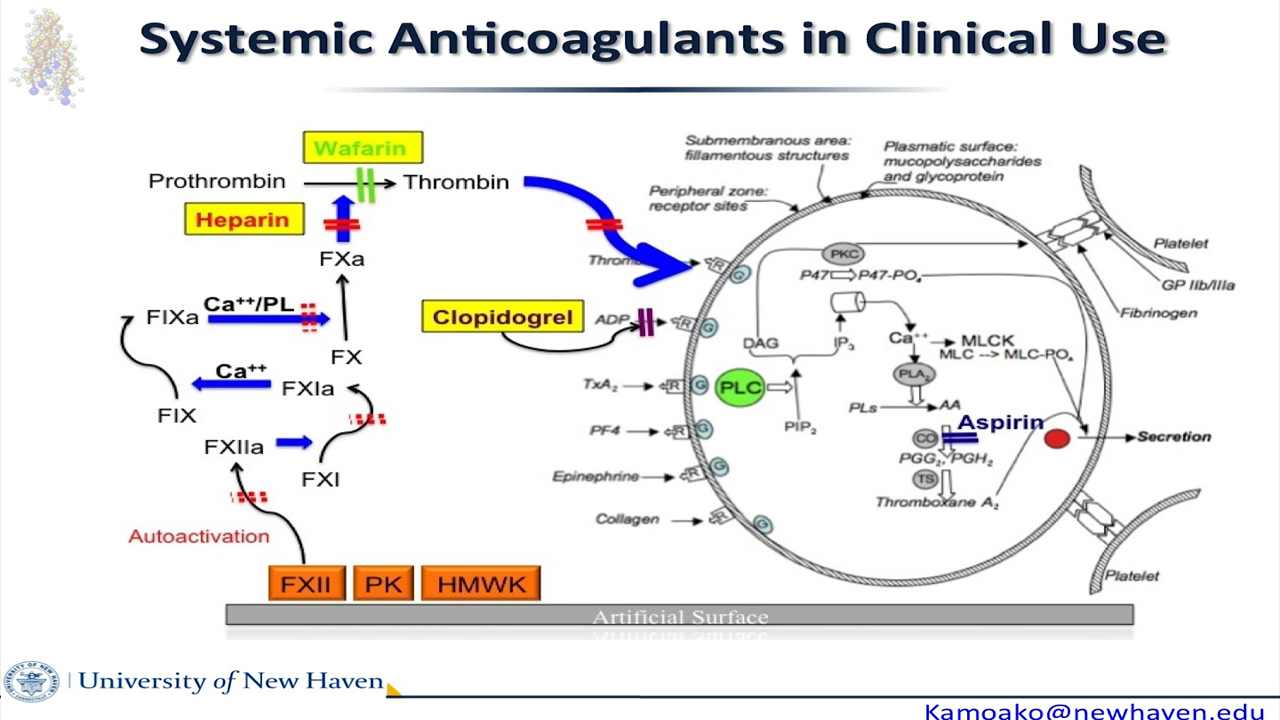 Systemic Anticoagulants in Clinical Use
Wafarin
Prothrombin
Thrombin
Heparin
FXa
Ca++/PL
FIXa
FX
Ca++
FXIa
FIX
FXIIa
FXI
Autoactivation
FXII
PK
HMWK
Artificial Surface
Clopidogrel
Submembranous area:
fillamentous structures
Plasmatic surface:
mucopolysaccharides
and glycoprotein
Peripheral zone:
receptor sites
R
G
ADP
R
G
TxA2
R
G
PF4
R
G
Epinephrine
R
G
Collagen
R
G
PKC
P47
P47-PO4
DAG
IP3
Ca++
MLCK
MLC --> MLC-PO4
PLC
PIP2
PLA2
PLs
AA
Aspirin
CO
PGG2, PGH2
TS
Thromboxane A2
Secretion
Platelet
GP IIb/IIIa
Fibrinogen
Platelet
University of New Haven
Kamoako@newhaven.edu